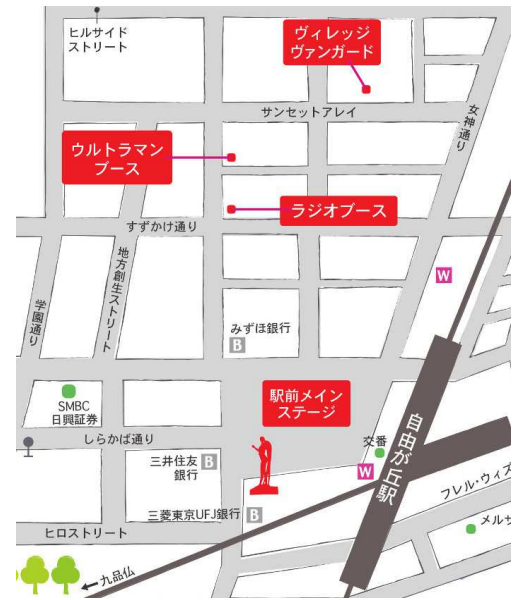 ヒルサイド
ストリート
ヴィレッジ
ヴァンガード
サンセットアレイ
女神通り
ウルトラマン
ブース
ラジオブース
すずかけ通り
地方創生ストリート
学園通り
W
みずほ銀行
B
SMBC
日興証券
駅前メイン
ステージ
自由が丘駅
しらかば通り
交番
W
三井住友
銀行
B
フレル・ウィズ
三菱東京UFJ銀行
B
メルサ
ヒロストリート
←九品仏